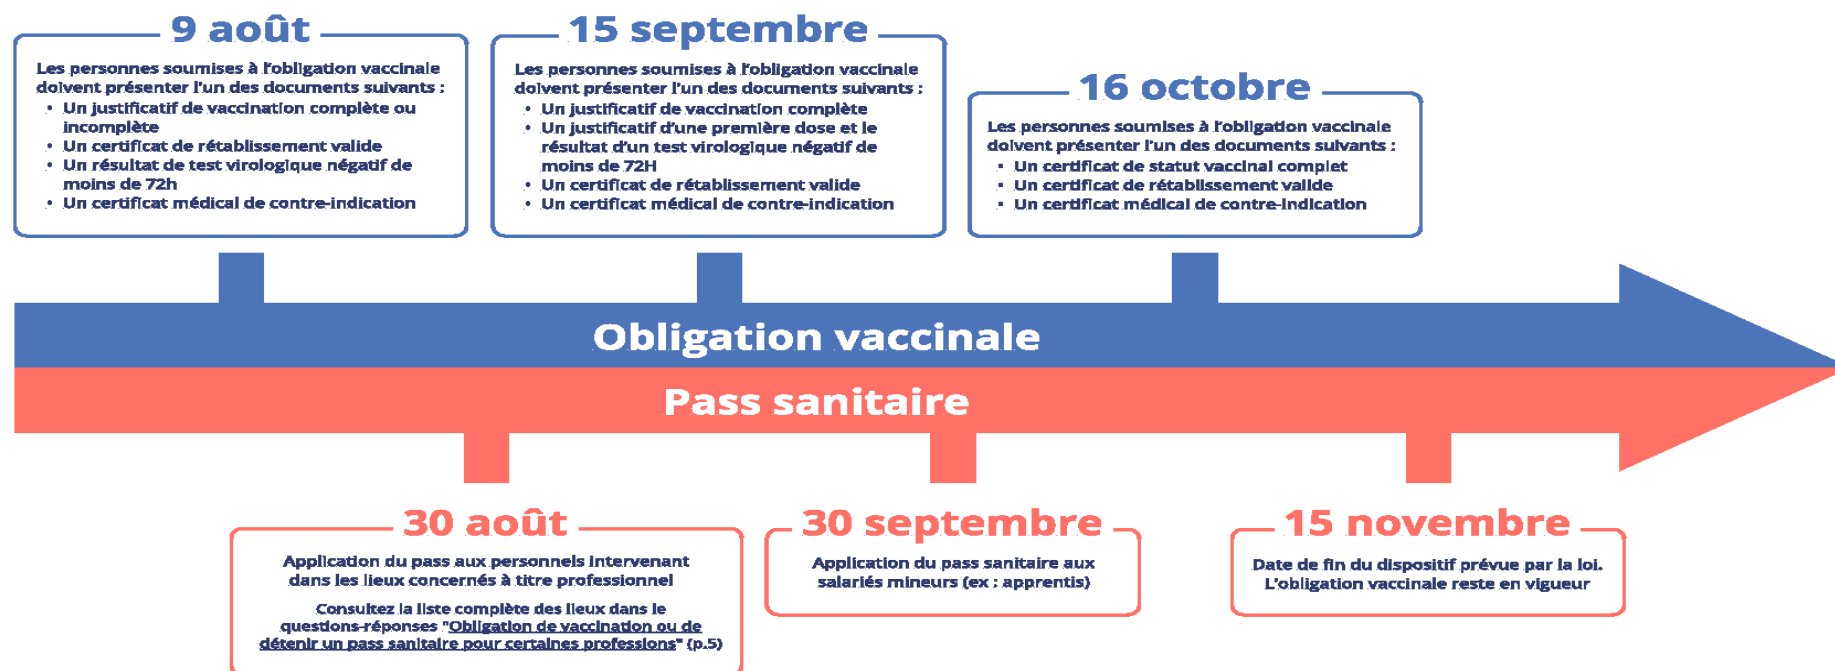 9 août
Les personnes soumises à l'obligation vaccinale
doivent présenter l'un des documents suivants :
• Un justificatif de vaccination complète ou
incomplète
• Un certificat de rétablissement valide
• Un résultat de test virologique négatif de
moins de 72h
• Un certificat médical de contre-indication
15 septembre
Les personnes soumises à l'obligation vaccinale
doivent présenter l'un des documents suivants :
• Un justificatif de vaccination complète
• Un justificatif d'une première dose et le
résultat d'un test virologique négatif de
moins de 72H
• Un certificat de rétablissement valide
• Un certificat médical de contre-indication
16 octobre
Les personnes soumises à l'obligation vaccinale
doivent présenter l'un des documents suivants :
• Un certificat de statut vaccinal complet
• Un certificat de rétablissement valide
• Un certificat médical de contre-indication
Obligation vaccinale
Pass sanitaire
30 août
Application du pass aux personnels intervenant
dans les lieux concernés à titre professionnel
Consultez la liste complète des lieux dans le
questions-réponses "Obligation de vaccination ou de
détenir un pass sanitaire pour certaines professions" (p.5)
30 septembre
Application du pass sanitaire aux
salariés mineurs (ex : apprentis)
15 novembre
Date de fin du dispositif prévue par la loi.
L'obligation vaccinale reste en vigueur